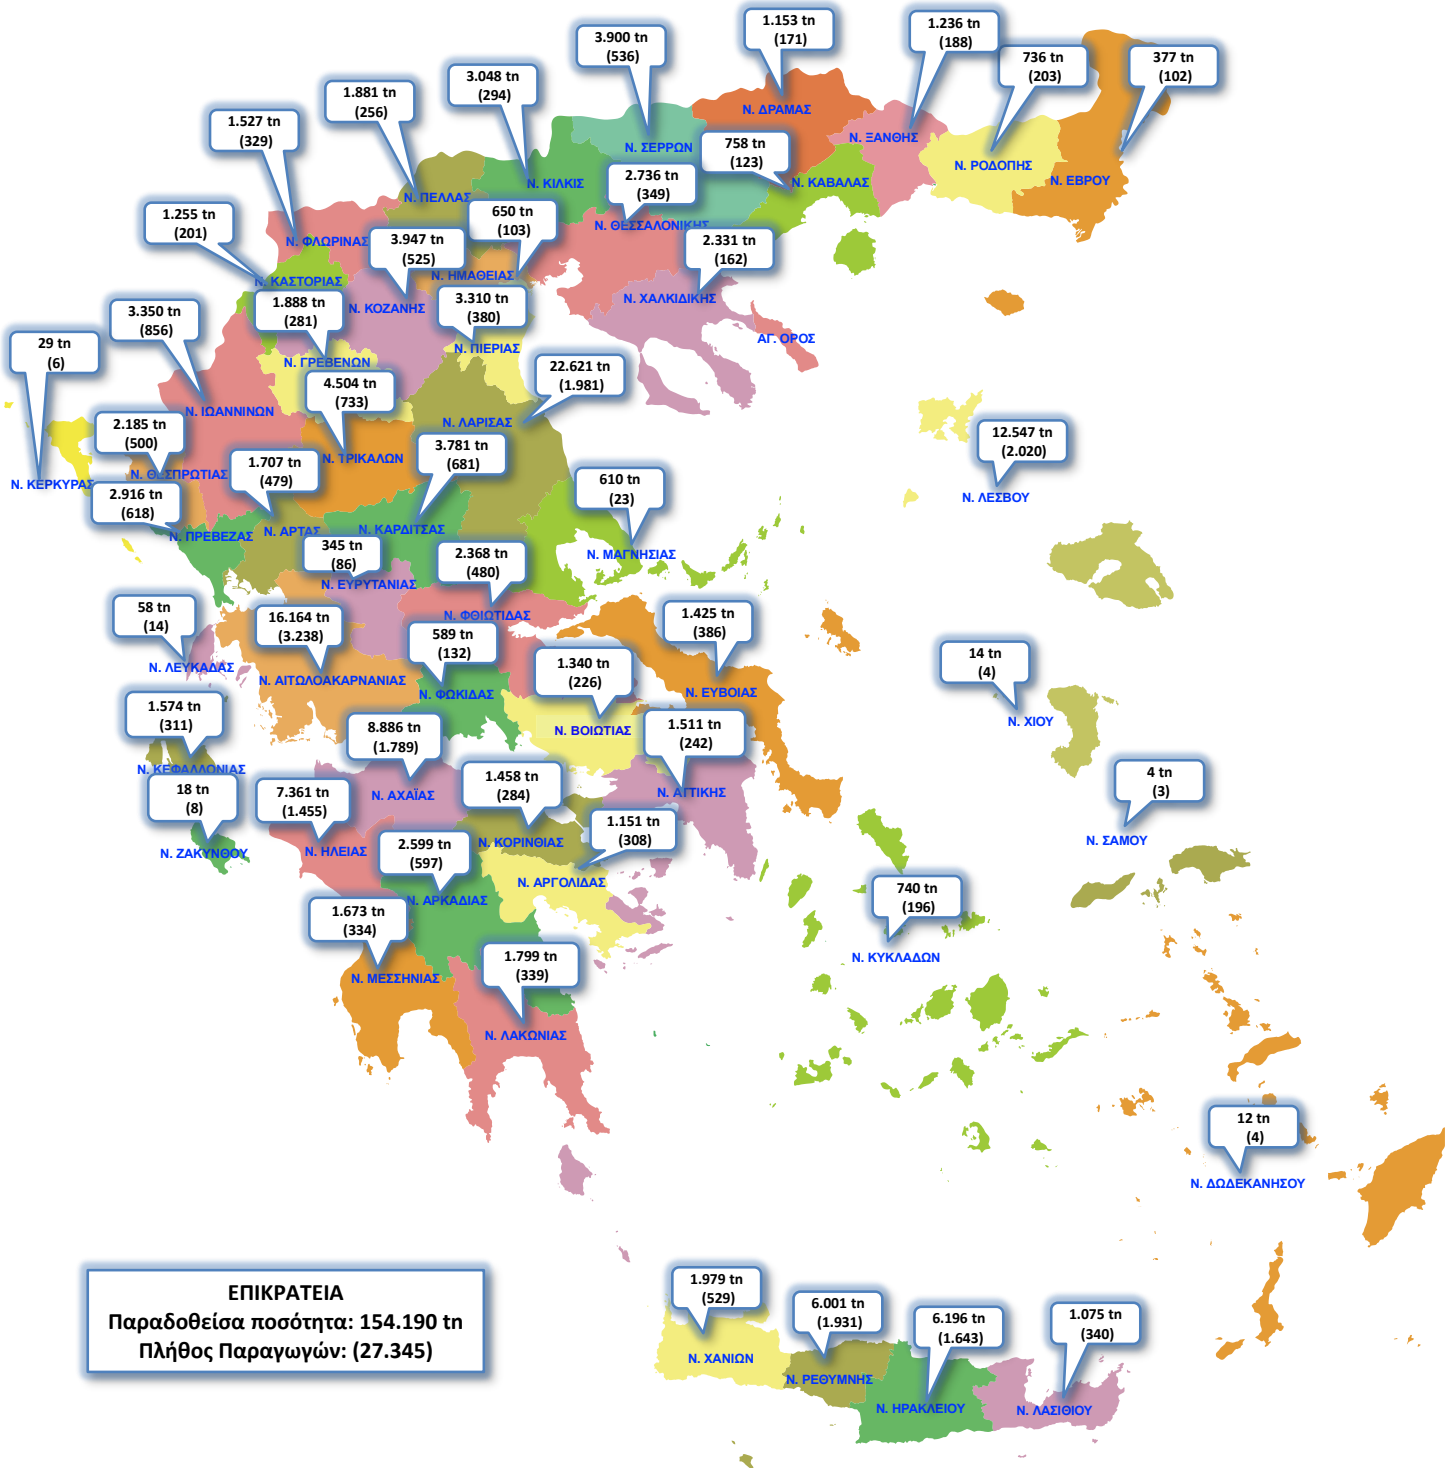 1.153 tn
(171)
Ν. ΔΡΑΜΑΣ
1.236 tn
(188)
Ν. ΞΑΝΘΗΣ
736 tn
(203)
Ν. ΡΟΔΟΠΗΣ
377 tn
(102)
Ν. ΕΒΡΟΥ
3.900 tn
(536)
Ν. ΣΕΡΡΩΝ
3.048 tn
(294)
Ν. ΚΙΛΚΙΣ
1.881 tn
(256)
Ν. ΠΕΛΛΑΣ
1.527 tn
(329)
Ν. ΦΛΩΡΙΝΑΣ
758 tn
(123)
Ν. ΚΑΒΑΛΑΣ
2.736 tn
(349)
Ν. ΘΕΣΣΑΛΟΝΙΚΗΣ
650 tn
(103)
Ν. ΗΜΑΘΕΙΑΣ
1.255 tn
(201)
Ν. ΚΑΣΤΟΡΙΑΣ
3.947 tn
(525)
Ν. ΚΟΖΑΝΗΣ
2.331 tn
(162)
Ν. ΧΑΛΚΙΔΙΚΗΣ
ΑΓ. ΟΡΟΣ
1.888 tn
(281)
Ν. ΓΡΕΒΕΝΩΝ
3.310 tn
(380)
Ν. ΠΙΕΡΙΑΣ
3.350 tn
(856)
Ν. ΙΩΑΝΝΙΝΩΝ
29 tn
(6)
Ν. ΚΕΡΚΥΡΑΣ
22.621 tn
(1.981)
Ν. ΛΑΡΙΣΑΣ
4.504 tn
(733)
Ν. ΤΡΙΚΑΛΩΝ
2.185 tn
(500)
Ν. ΘΕΣΠΡΩΤΙΑΣ
1.707 tn
(479)
Ν. ΑΡΤΑΣ
3.781 tn
(681)
Ν. ΚΑΡΔΙΤΣΑΣ
12.547 tn
(2.020)
Ν. ΛΕΣΒΟΥ
2.916 tn
(618)
Ν. ΠΡΕΒΕΖΑΣ
610 tn
(23)
Ν. ΜΑΓΝΗΣΙΑΣ
345 tn
(86)
Ν. ΕΥΡΥΤΑΝΙΑΣ
2.368 tn
(480)
Ν. ΦΘΙΩΤΙΔΑΣ
58 tn
(14)
Ν. ΛΕΥΚΑΔΑΣ
16.164 tn
(3.238)
Ν. ΑΙΤΩΛΟΑΚΑΡΝΑΝΙΑΣ
589 tn
(132)
Ν. ΦΩΚΙΔΑΣ
1.425 tn
(386)
Ν. ΕΥΒΟΙΑΣ
1.340 tn
(226)
Ν. ΒΟΙΩΤΙΑΣ
14 tn
(4)
Ν. ΧΙΟΥ
1.574 tn
(311)
Ν. ΚΕΦΑΛΛΟΝΙΑΣ
8.886 tn
(1.789)
Ν. ΑΧΑΪΑΣ
1.511 tn
(242)
Ν. ΑΤΤΙΚΗΣ
18 tn
(8)
Ν. ΖΑΚΥΝΘΟΥ
7.361 tn
(1.455)
Ν. ΗΛΕΙΑΣ
1.458 tn
(284)
Ν. ΚΟΡΙΝΘΙΑΣ
4 tn
(3)
Ν. ΣΑΜΟΥ
1.151 tn
(308)
Ν. ΑΡΓΟΛΙΔΑΣ
2.599 tn
(597)
Ν. ΑΡΚΑΔΙΑΣ
1.673 tn
(334)
Ν. ΜΕΣΣΗΝΙΑΣ
740 tn
(196)
Ν. ΚΥΚΛΑΔΩΝ
1.799 tn
(339)
Ν. ΛΑΚΩΝΙΑΣ
12 tn
(4)
Ν. ΔΩΔΕΚΑΝΗΣΟΥ
ΕΠΙΚΡΑΤΕΙΑ
Παραδοθείσα ποσότητα: 154.190 tn
Πλήθος Παραγωγών: (27.345)
1.979 tn
(529)
Ν. ΧΑΝΙΩΝ
6.001 tn
(1.931)
Ν. ΡΕΘΥΜΝΗΣ
6.196 tn
(1.643)
Ν. ΗΡΑΚΛΕΙΟΥ
1.075 tn
(340)
Ν. ΛΑΣΙΘΙΟΥ